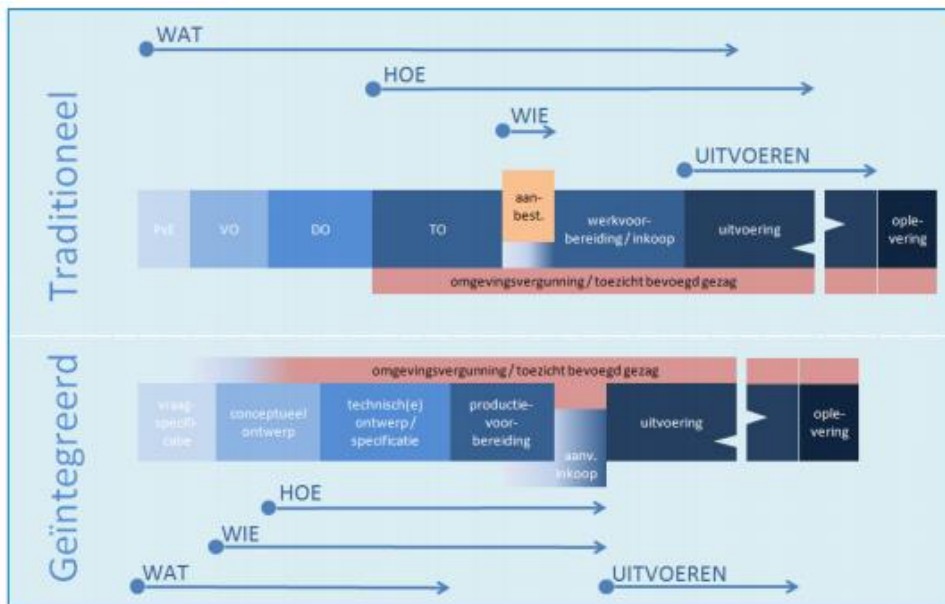 Traditioneel
WAT
HOE
WIE
UITVOEREN
PvE
VO
DO
TO
aan-
best.
werkvoor-
bereiding / inkoop
uitvoering
ople-
vering
omgevingsvergunning / toezicht bevoegd gezag
Geïntegreerd
omgevingsvergunning / toezicht bevoegd gezag
vraag-
specifi-
catie
conceptueel
ontwerp
technisch(e)
ontwerp /
specificatie
productie-
voor-
bereiding
aanv.
inkoop
uitvoering
ople-
vering
HOE
WIE
WAT
UITVOEREN